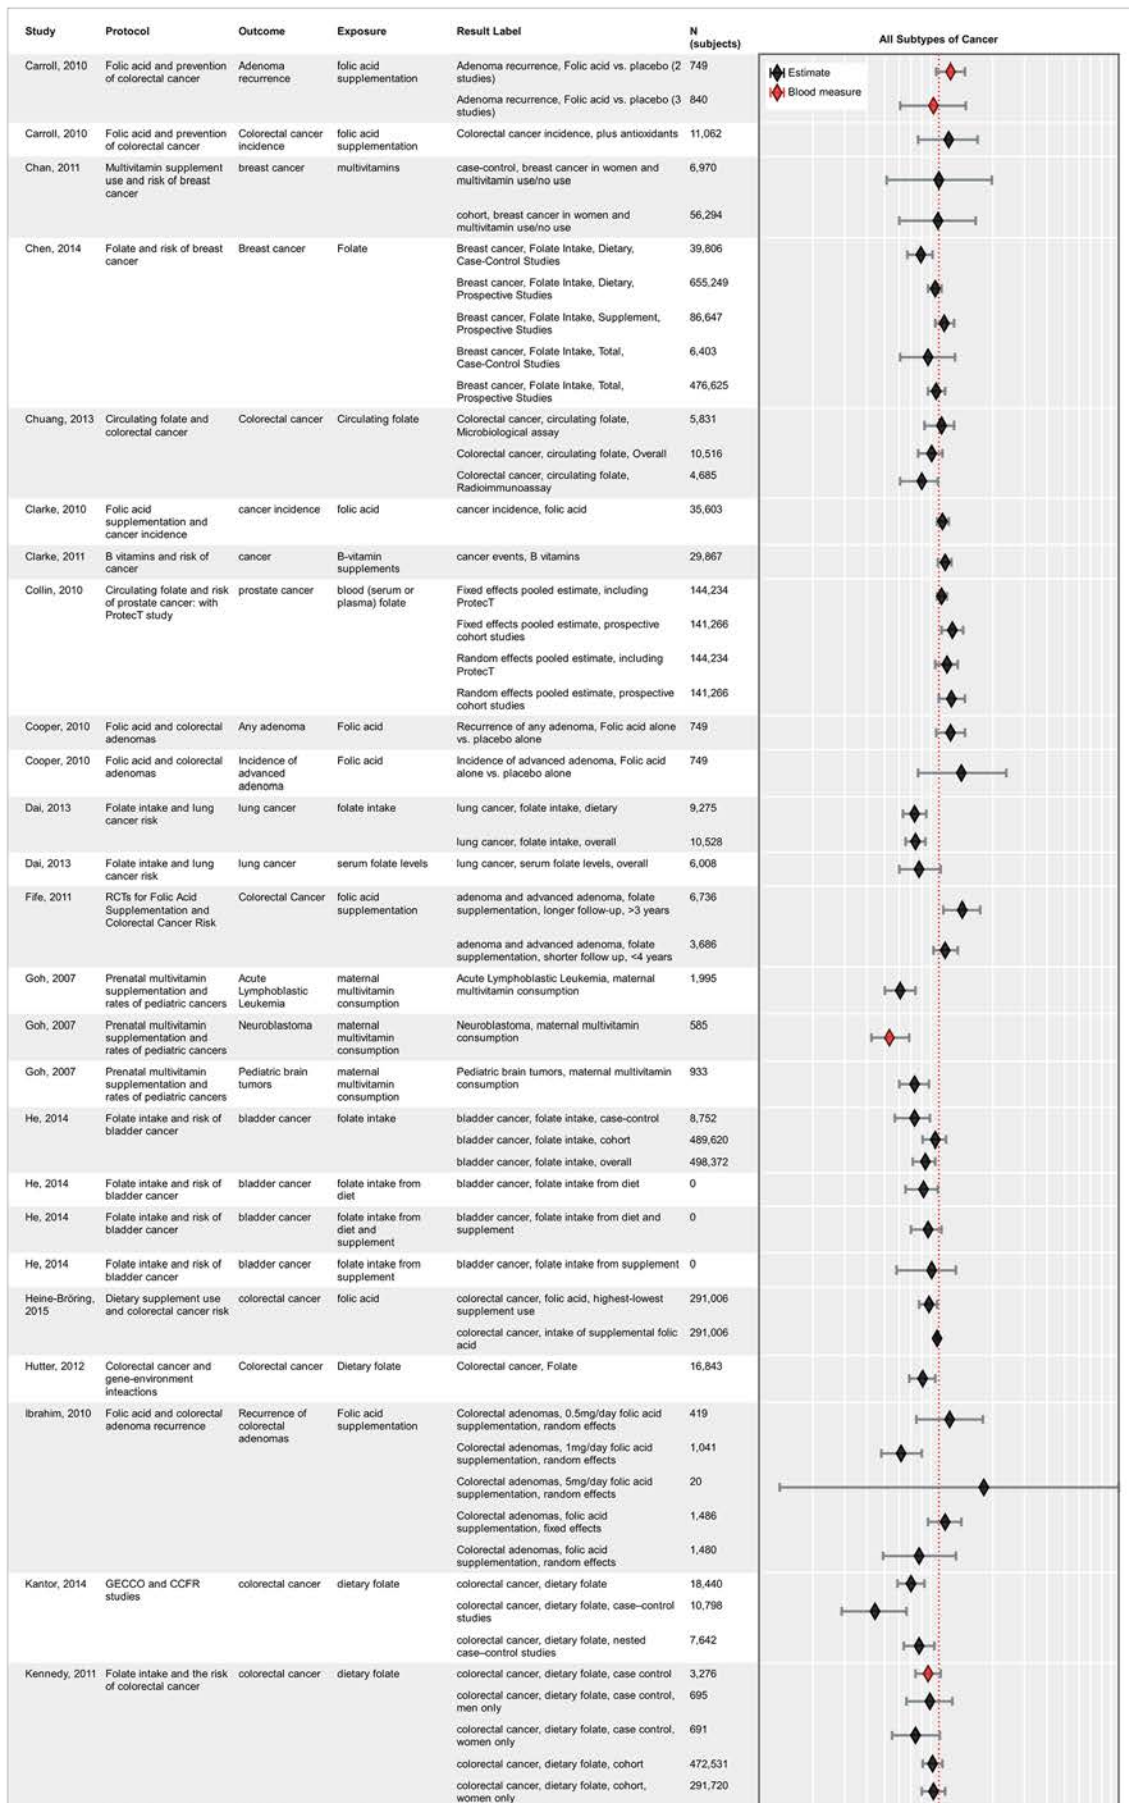 Study Protocol Outcome Exposure Result Label N
(subjects)
All Subtypes of Cancer
Estimate
Blood measure
Carroll, 2010 Folic acid and prevention Adenoma folic acid Adenoma recurrence, Folic acid vs. placebo (2 749
of colorectal cancer recurrence supplementation studies)
Adenoma recurrence, Folic acid vs. placebo (3 840
studies)
Carroll, 2010 Folic acid and prevention Colorectal cancer folic acid Colorectal cancer incidence, plus antioxidants 11,062
of colorectal cancer incidence supplementation
Chan, 2011 Multivitamin supplement breast cancer multivitamins case-control, breast cancer in women and 6,970
use and risk of breast multivitamin use/no use
cancer
cohort, breast cancer in women and 56,294
multivitamin use/no use
Chen, 2014 Folate and risk of breast Breast cancer Folate Breast cancer, Folate Intake, Dietary, 39,806
cancer Case-Control Studies
Breast cancer, Folate Intake, Dietary, 655,249
Prospective Studies
Breast cancer, Folate Intake, Supplement, 86,647
Prospective Studies
Breast cancer, Folate Intake, Total, 6,403
Case-Control Studies
Breast cancer, Folate Intake, Total, 476,625
Prospective Studies
Chuang, 2013 Circulating folate and Colorectal cancer Circulating folate Colorectal cancer, circulating folate, 5,831
colorectal cancer Microbiological assay
Colorectal cancer, circulating folate, Overall 10,516
Colorectal cancer, circulating folate, 4,685
Radioimmunoassay
Clarke, 2010 Folic acid cancer incidence folic acid cancer incidence, folic acid 35,603
supplementation and
cancer incidence
Clarke, 2011 B vitamins and risk of cancer B-vitamin cancer events, B vitamins 29,867
cancer supplements
Collin, 2010 Circulating folate and risk prostate cancer blood (serum or Fixed effects pooled estimate, including 144,234
of prostate cancer: with plasma) folate ProtecT
ProtecT study
Fixed effects pooled estimate, prospective 141,266
cohort studies
Random effects pooled estimate, including 144,234
ProtecT
Random effects pooled estimate, prospective 141,266
cohort studies
Cooper, 2010 Folic acid and colorectal Any adenoma Folic acid Recurrence of any adenoma, Folic acid alone 749
adenomas vs. placebo alone
Cooper, 2010 Folic acid and colorectal Incidence of Folic acid Incidence of advanced adenoma, Folic acid 749
adenomas advanced alone vs. placebo alone
adenoma
Dai, 2013 Folate intake and lung lung cancer folate intake lung cancer, folate intake, dietary 9,275
cancer risk
lung cancer, folate intake, overall 10,528
Dai, 2013 Folate intake and lung lung cancer serum folate levels lung cancer, serum folate levels, overall 6,008
cancer risk
Fife, 2011 RCTs for Folic Acid Colorectal Cancer folic acid adenoma and advanced adenoma, folate 6,736
Supplementation and supplementation supplementation, longer follow-up, >3 years
Colorectal Cancer Risk
adenoma and advanced adenoma, folate 3,686
supplementation, shorter follow up, <4 years
Goh, 2007 Prenatal multivitamin Acute maternal Acute Lymphoblastic Leukemia, maternal 1,995
supplementation and Lymphoblastic multivitamin multivitamin consumption
rates of pediatric cancers Leukemia consumption
Goh, 2007 Prenatal multivitamin Neuroblastoma maternal Neuroblastoma, maternal multivitamin 585
supplementation and multivitamin consumption
rates of pediatric cancers consumption
Goh, 2007 Prenatal multivitamin Pediatric brain maternal Pediatric brain tumors, maternal multivitamin 933
supplementation and tumors multivitamin consumption
rates of pediatric cancers consumption
He, 2014 Folate intake and risk of bladder cancer folate intake bladder cancer, folate intake, case-control 8,752
bladder cancer
bladder cancer, folate intake, cohort 489,620
bladder cancer, folate intake, overall 498,372
He, 2014 Folate intake and risk of bladder cancer folate intake from bladder cancer, folate intake from diet 0
bladder cancer diet
He, 2014 Folate intake and risk of bladder cancer folate intake from bladder cancer, folate intake from diet and 0
bladder cancer diet and supplement
supplement
He, 2014 Folate intake and risk of bladder cancer folate intake from bladder cancer, folate intake from supplement 0
bladder cancer supplement
Heine-Bröring, Dietary supplement use colorectal cancer folic acid colorectal cancer, folic acid, highest-lowest 291,006
2015 and colorectal cancer risk supplement use
colorectal cancer, intake of supplemental folic 291,006
acid
Hutter, 2012 Colorectal cancer and Colorectal cancer Dietary folate Colorectal cancer, Folate 16,843
gene-environment
inteactions
Ibrahim, 2010 Folic acid and colorectal Recurrence of Folic acid Colorectal adenomas, 0.5mg/day folic acid 419
adenoma recurrence colorectal supplementation supplementation, random effects
adenomas
Colorectal adenomas, 1mg/day folic acid 1,041
supplementation, random effects
Colorectal adenomas, 5mg/day folic acid 20
supplementation, random effects
Colorectal adenomas, folic acid 1,486
supplementation, fixed effects
Colorectal adenomas, folic acid 1,480
supplementation, random effects
Kantor, 2014 GECCO and CCFR colorectal cancer dietary folate colorectal cancer, dietary folate 18,440
studies
colorectal cancer, dietary folate, case–control 10,798
studies
colorectal cancer, dietary folate, nested 7,642
case–control studies
Kennedy, 2011 Folate intake and the risk colorectal cancer dietary folate colorectal cancer, dietary folate, case control 3,276
of colorectal cancer
colorectal cancer, dietary folate, case control, 695
men only
colorectal cancer, dietary folate, case control, 691
women only
colorectal cancer, dietary folate, cohort 472,531
colorectal cancer, dietary folate, cohort, 291,720
women only